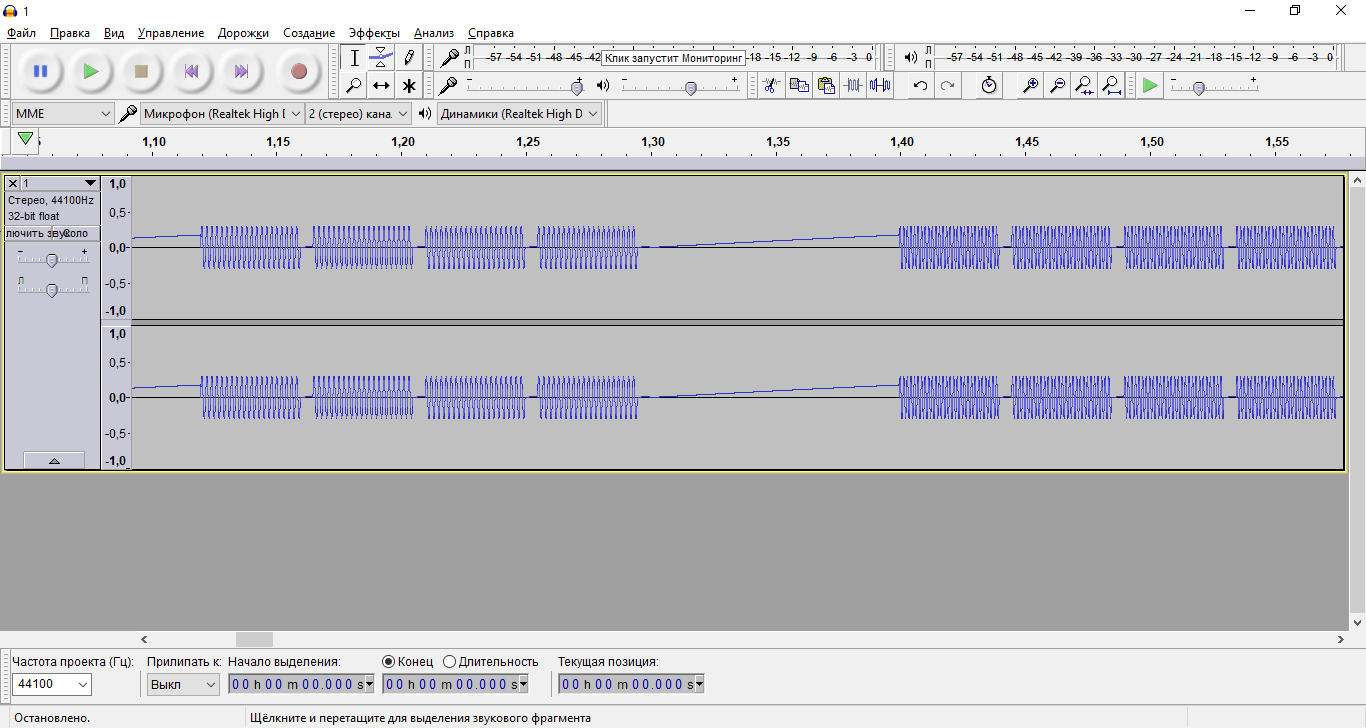 1
Файл Правка Вид Управление Дорожки Создание Эффекты Анализ Справка
Л
П
-57 -54 -51 -48 -45 -42
Клик запустит Мониторинг
-18 -15 -12 -9 -6 -3 0
Л
П
-57 -54 -51 -48 -45 -42 -39 -36 -33 -30 -27 -24 -21 -18 -15 -12 -9 -6 -3 0
- + - +
- +
MME Микрофон (Realtek High 2 (стерео) кана. Динамики (Realtek High D
1,10 1,15 1,20 1,25 1,30 1,35 1,40 1,45 1,50 1,55
1
Стерео, 44100Hz
32-bit float
- +
Л П
1,0
0,5-
0,0-
-0,5-
-1,0
1,0
0,5-
0,0-
-0,5-
-1,0
Частота проекта (Гц): Прилипать к: Начало выделения: Конец Длительность Текущая позиция:
44100 Выкл 00 h 00 m 00.000 s 00 h 00 m 00.000 s 00 h 00 m 00.000 s
Остановлено. Щёлкните и перетащите для выделения звукового фрагмента